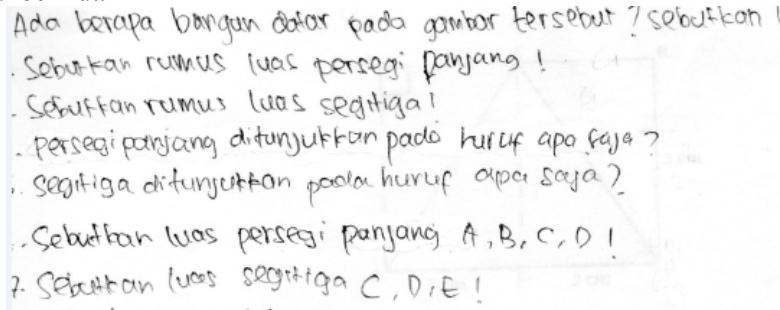 Ada berapa bangun datar pada gambar tersebut ? sebutkan !
. Sebutkan rumus luas persegi panjang !
. Sebutkan rumus luas segitiga !
. persegi panjang ditunjukkan pada huruf apa saja ?
. segitiga ditunjukkan pada huruf apa saja ?
. Sebutkan luas persegi panjang A, B, C, D !
7. Sebutkan luas segitiga C, D, E !